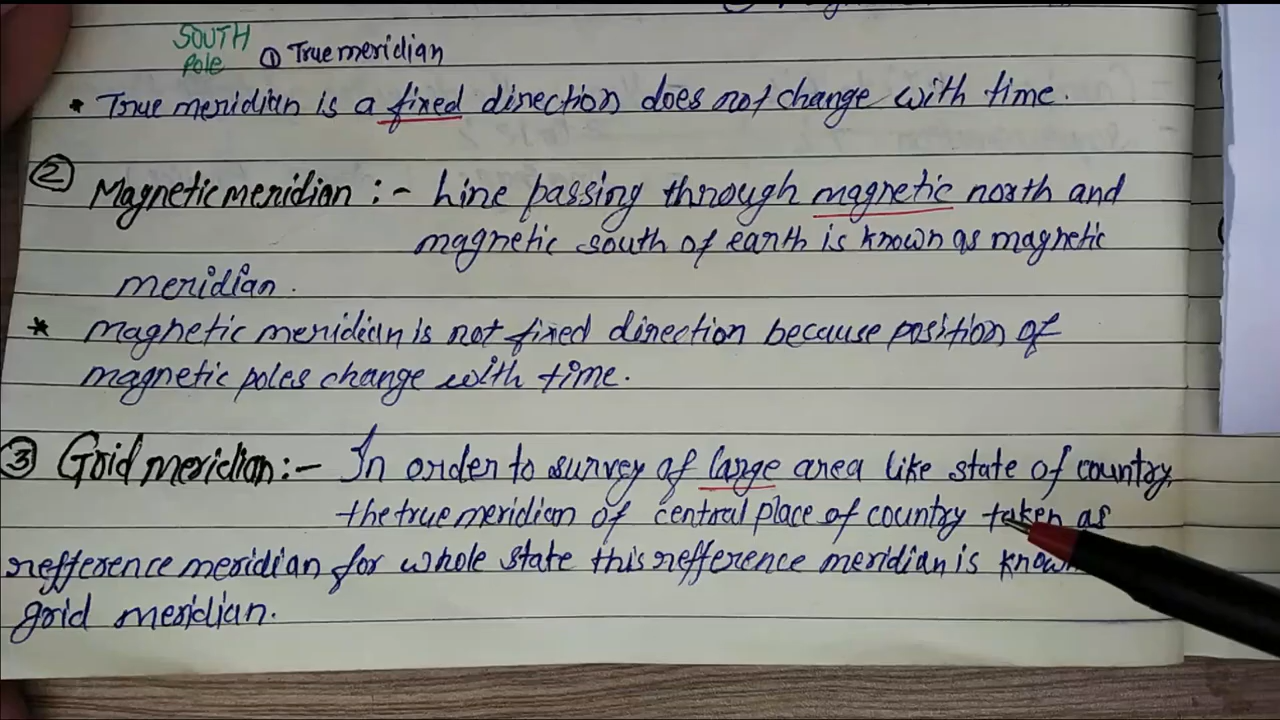 SOUTH
Pole
① True meridian
* True meridian is a fixed direction does not change with time.
② Magnetic meridian :- Line passing through magnetic north and
magnetic south of earth is known as magnetic
meridian.
* magnetic meridian is not fixed direction because position of
magnetic poles change with time.
③ Grid meridian:- In order to survey of large area like state of country,
the true meridian of central place of country taken as
refference meridian for whole state this refference meridian is
grid meridian.